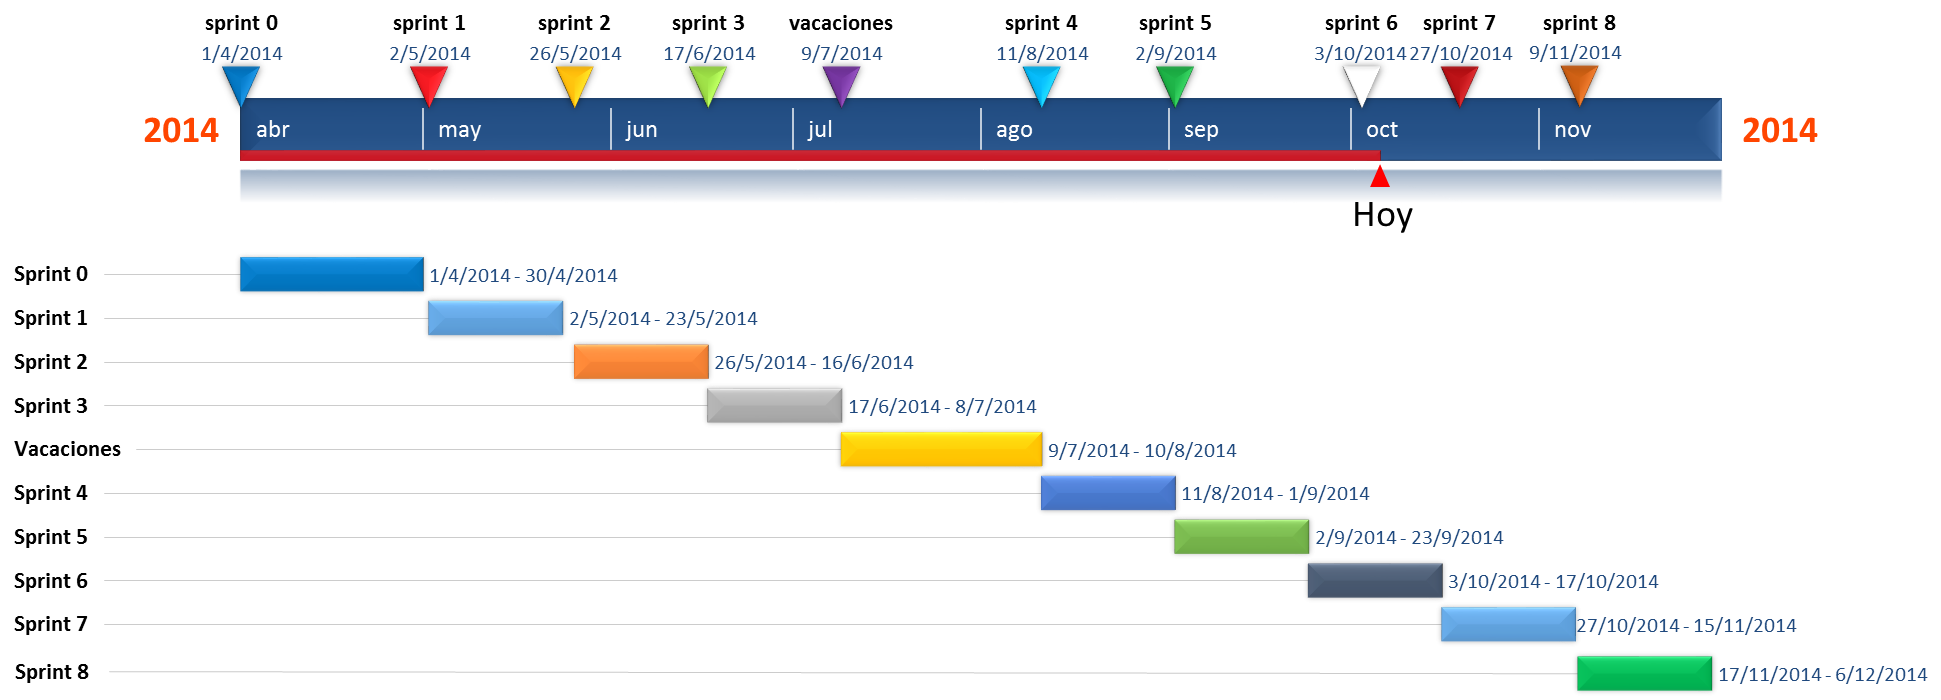 sprint 0 sprint 1 sprint 2 sprint 3 vacaciones sprint 4 sprint 5 sprint 6 sprint 7 sprint 8
1/4/2014 2/5/2014 26/5/2014 17/6/2014 9/7/2014 11/8/2014 2/9/2014 3/10/2014 27/10/2014 9/11/2014
2014 abr may jun jul ago sep oct nov 2014
Hoy
Sprint 0 1/4/2014 - 30/4/2014
Sprint 1 2/5/2014 - 23/5/2014
Sprint 2 26/5/2014 - 16/6/2014
Sprint 3 17/6/2014 - 8/7/2014
Vacaciones 9/7/2014 - 10/8/2014
Sprint 4 11/8/2014 - 1/9/2014
Sprint 5 2/9/2014 - 23/9/2014
Sprint 6 3/10/2014 - 17/10/2014
Sprint 7 27/10/2014 - 15/11/2014
Sprint 8 17/11/2014 - 6/12/2014